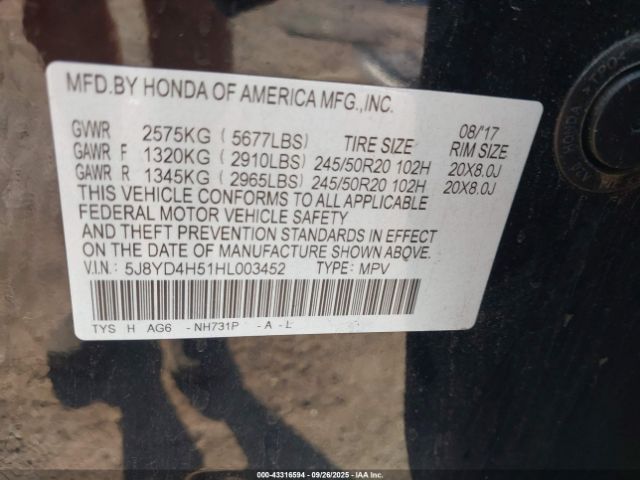 MFD.BY HONDA OF AMERICA MFG.,INC.
08/'17
GVWR 2575KG ( 5677LBS) TIRE SIZE RIM SIZE
GAWR F 1320KG ( 2910LBS) 245/50R20 102H 20X8.0J
GAWR R 1345KG ( 2965LBS) 245/50R20 102H 20X8.0J
THIS VEHICLE CONFORMS TO ALL APPLICABLE
FEDERAL MOTOR VEHICLE SAFETY
AND THEFT PREVENTION STANDARDS IN EFFECT
ON THE DATE OF MANUFACTURE SHOWN ABOVE.
V.I.N.: 5J8YD4H51HL003452 TYPE: MPV
TYS H AG6 -NH731P -A-L
HONDA
000-43316594 - 09/26/2025 - IAA Inc.